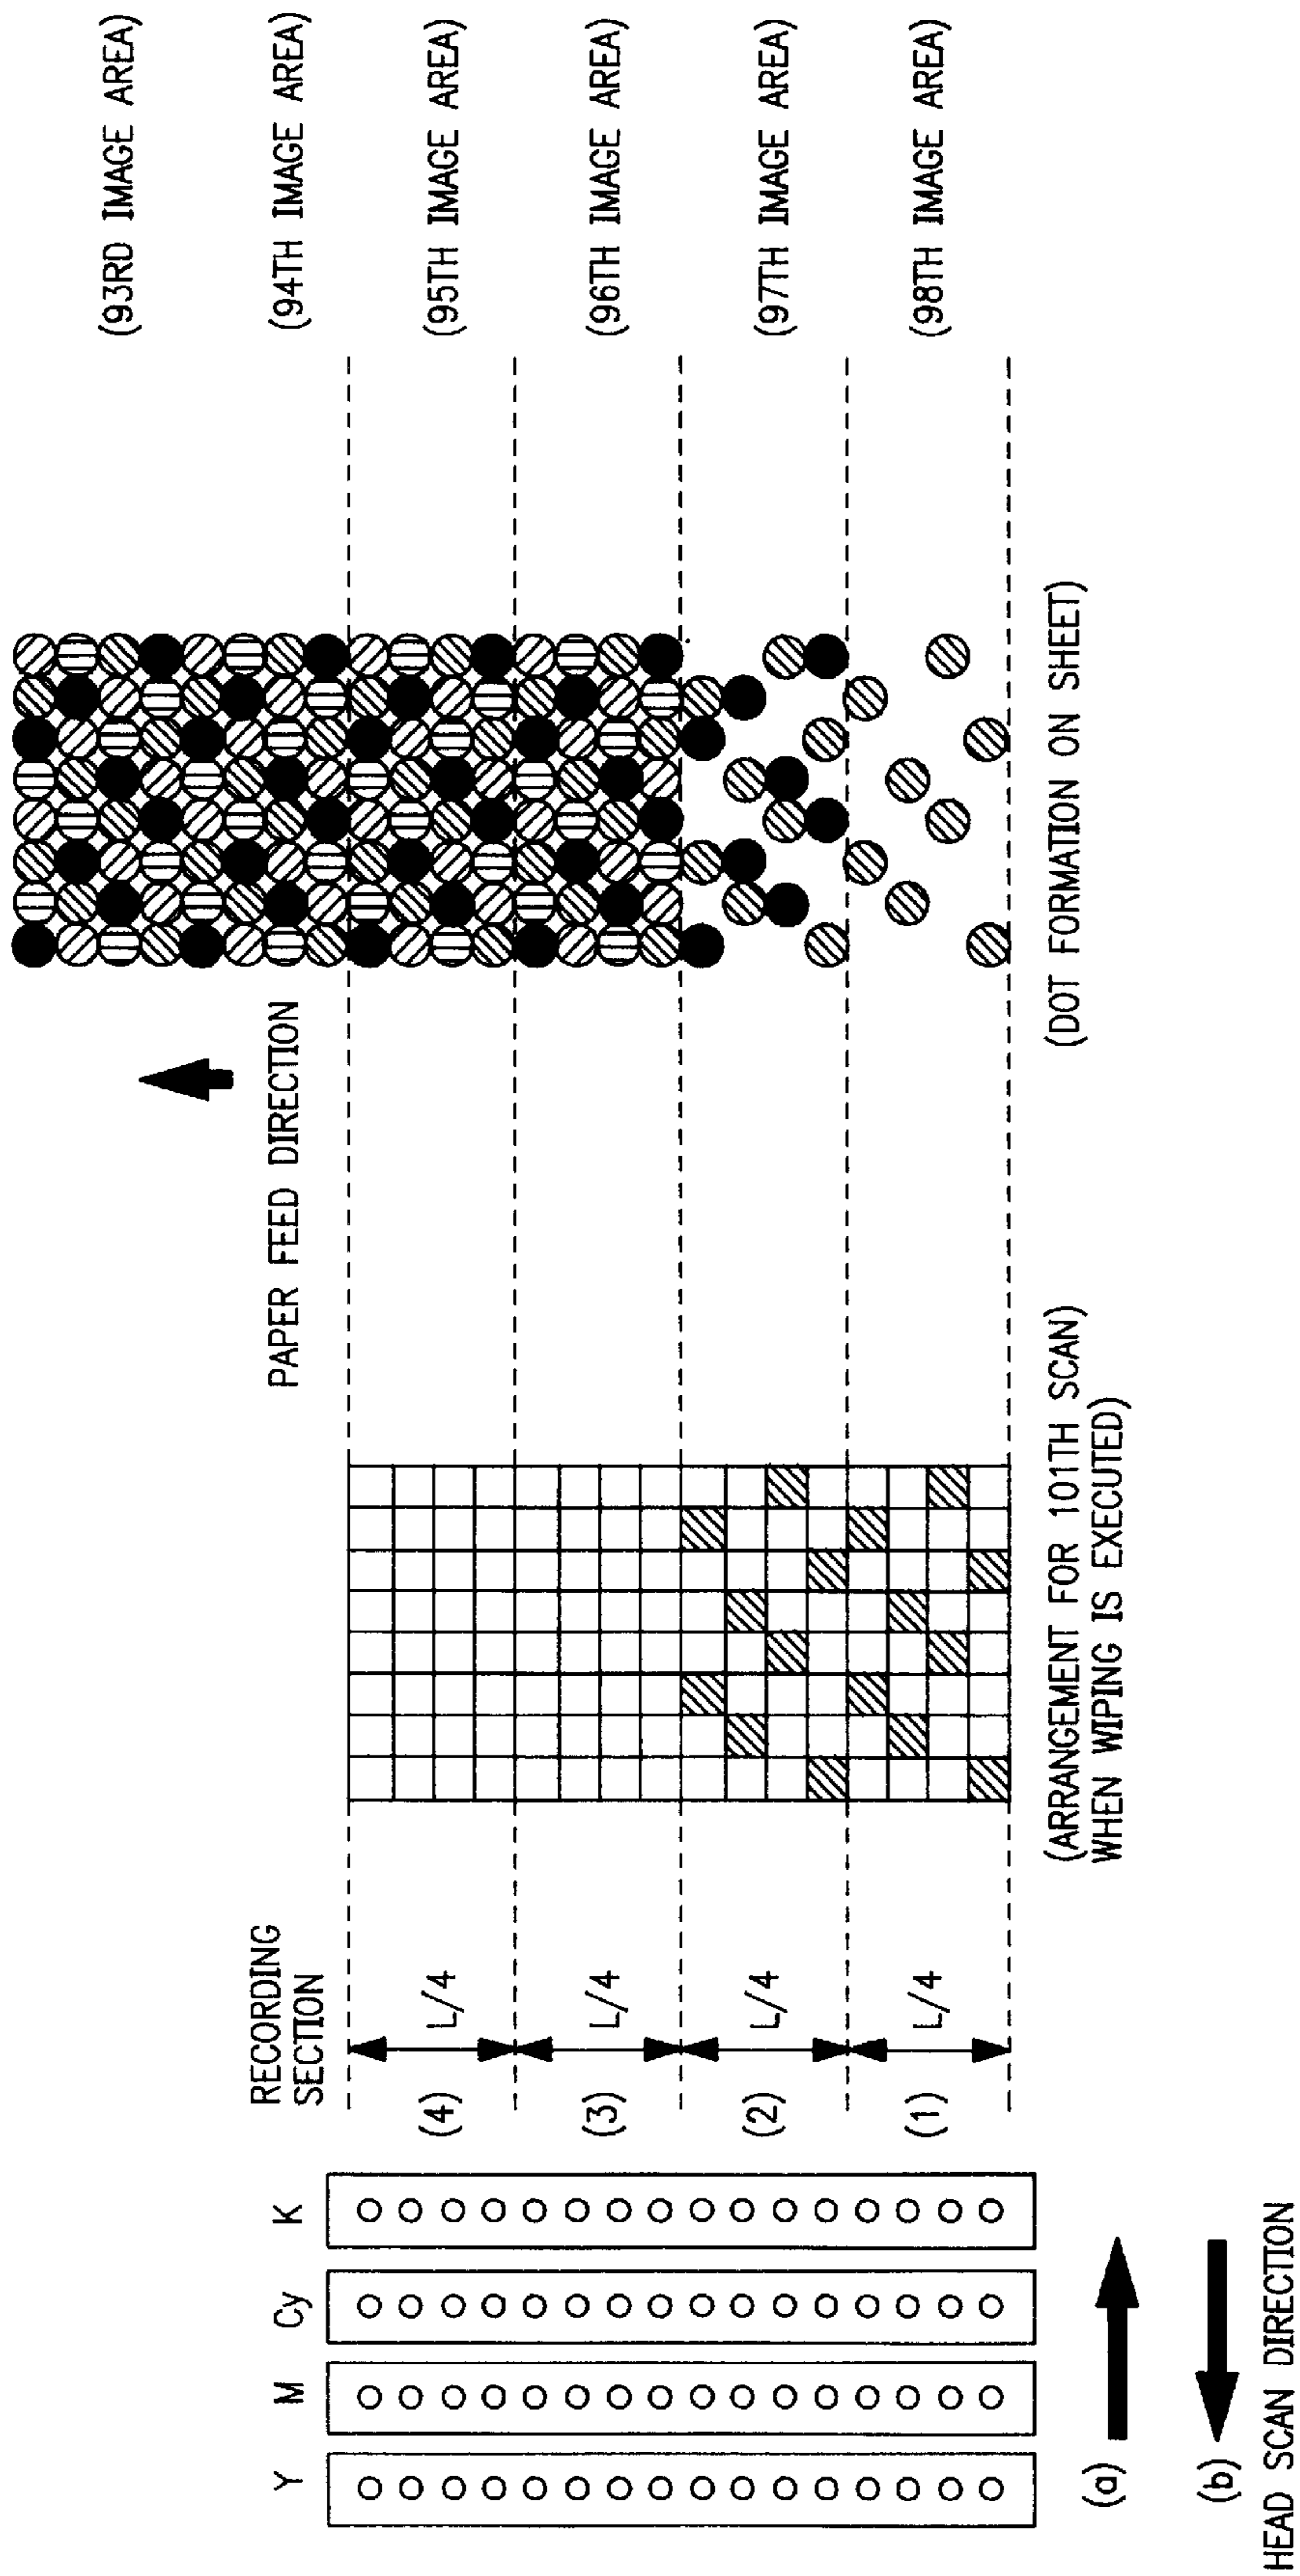 Y
M
Cy
K
RECORDING
SECTION
(4)
L/4
(3)
L/4
(2)
L/4
(1)
L/4
(a)
(b)
HEAD SCAN DIRECTION
(ARRANGEMENT FOR 101TH SCAN)
WHEN WIPING IS EXECUTED)
PAPER FEED DIRECTION
(DOT FORMATION ON SHEET)
(93RD IMAGE AREA)
(94TH IMAGE AREA)
(95TH IMAGE AREA)
(96TH IMAGE AREA)
(97TH IMAGE AREA)
(98TH IMAGE AREA)